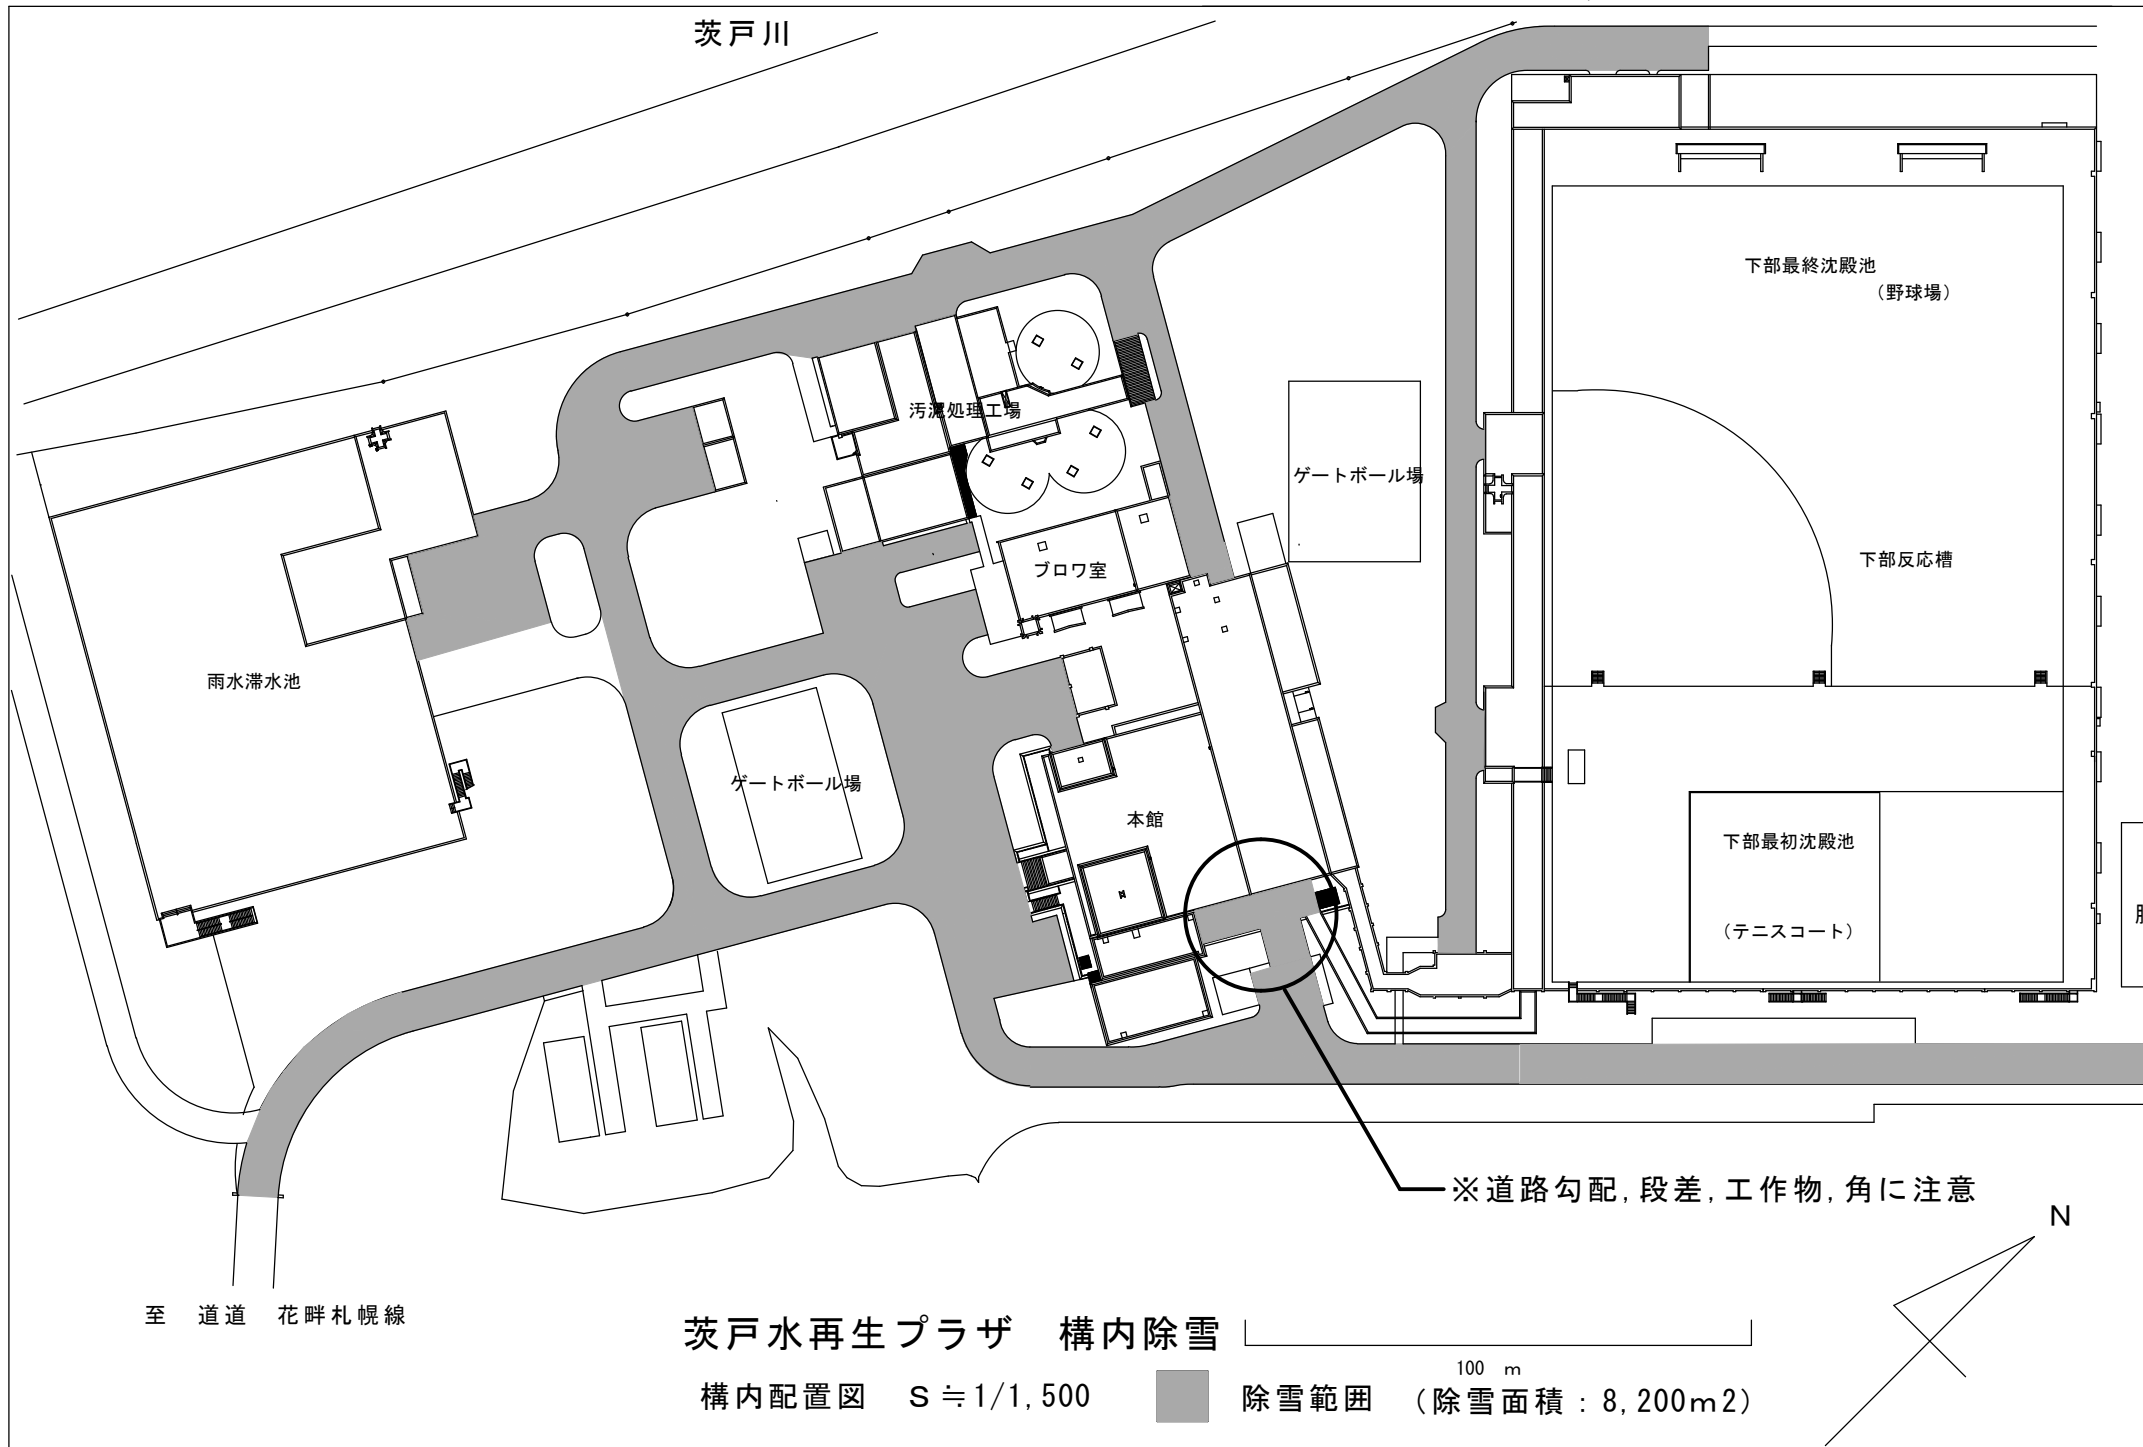 茨戸川
下部最終沈殿池
（野球場）
汚泥処理工場
ゲートボール場
下部反応槽
ブロワ室
雨水滞水池
ゲートボール場
本館
下部最初沈殿池
（テニスコート）
※道路勾配,段差,工作物,角に注意
N
至　道道　花畔札幌線
茨戸水再生プラザ　構内除雪
100 m
構内配置図　S≒1/1,500
除雪範囲　（除雪面積：8,200m2）